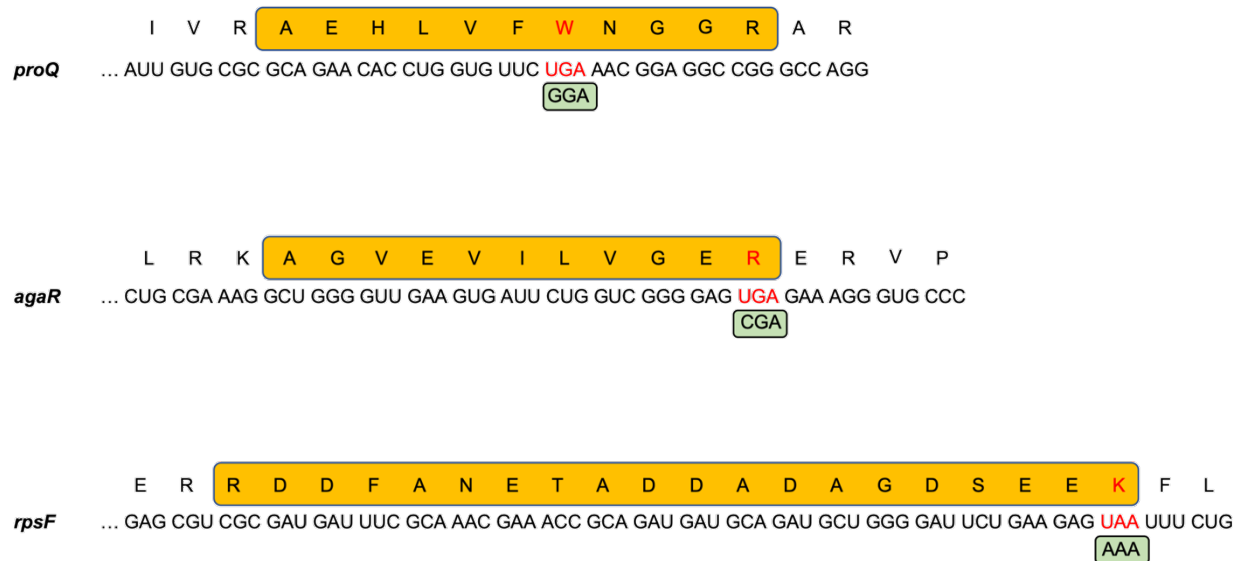 I V R A E H L V F W N G G R A R
proQ ... AUU GUG CGC GCA GAA CAC CUG GUG UUC UGA AAC GGA GGC CGG GCC AGG
GGA
L R K A G V E V I L V G E R E R V P
agaR ... CUG CGA AAG GCU GGG GUU GAA GUG AUU CUG GUC GGG GAG UGA GAA AGG GUG CCC
CGA
E R R D D F A N E T A D D A D A G D S E E K F L
rpsF ... GAG CGU CGC GAU GAU UUC GCA AAC GAA ACC GCA GAU GAU GCA GAU GCU GGG GAU UCU GAA GAG UAA UUU CUG
AAA